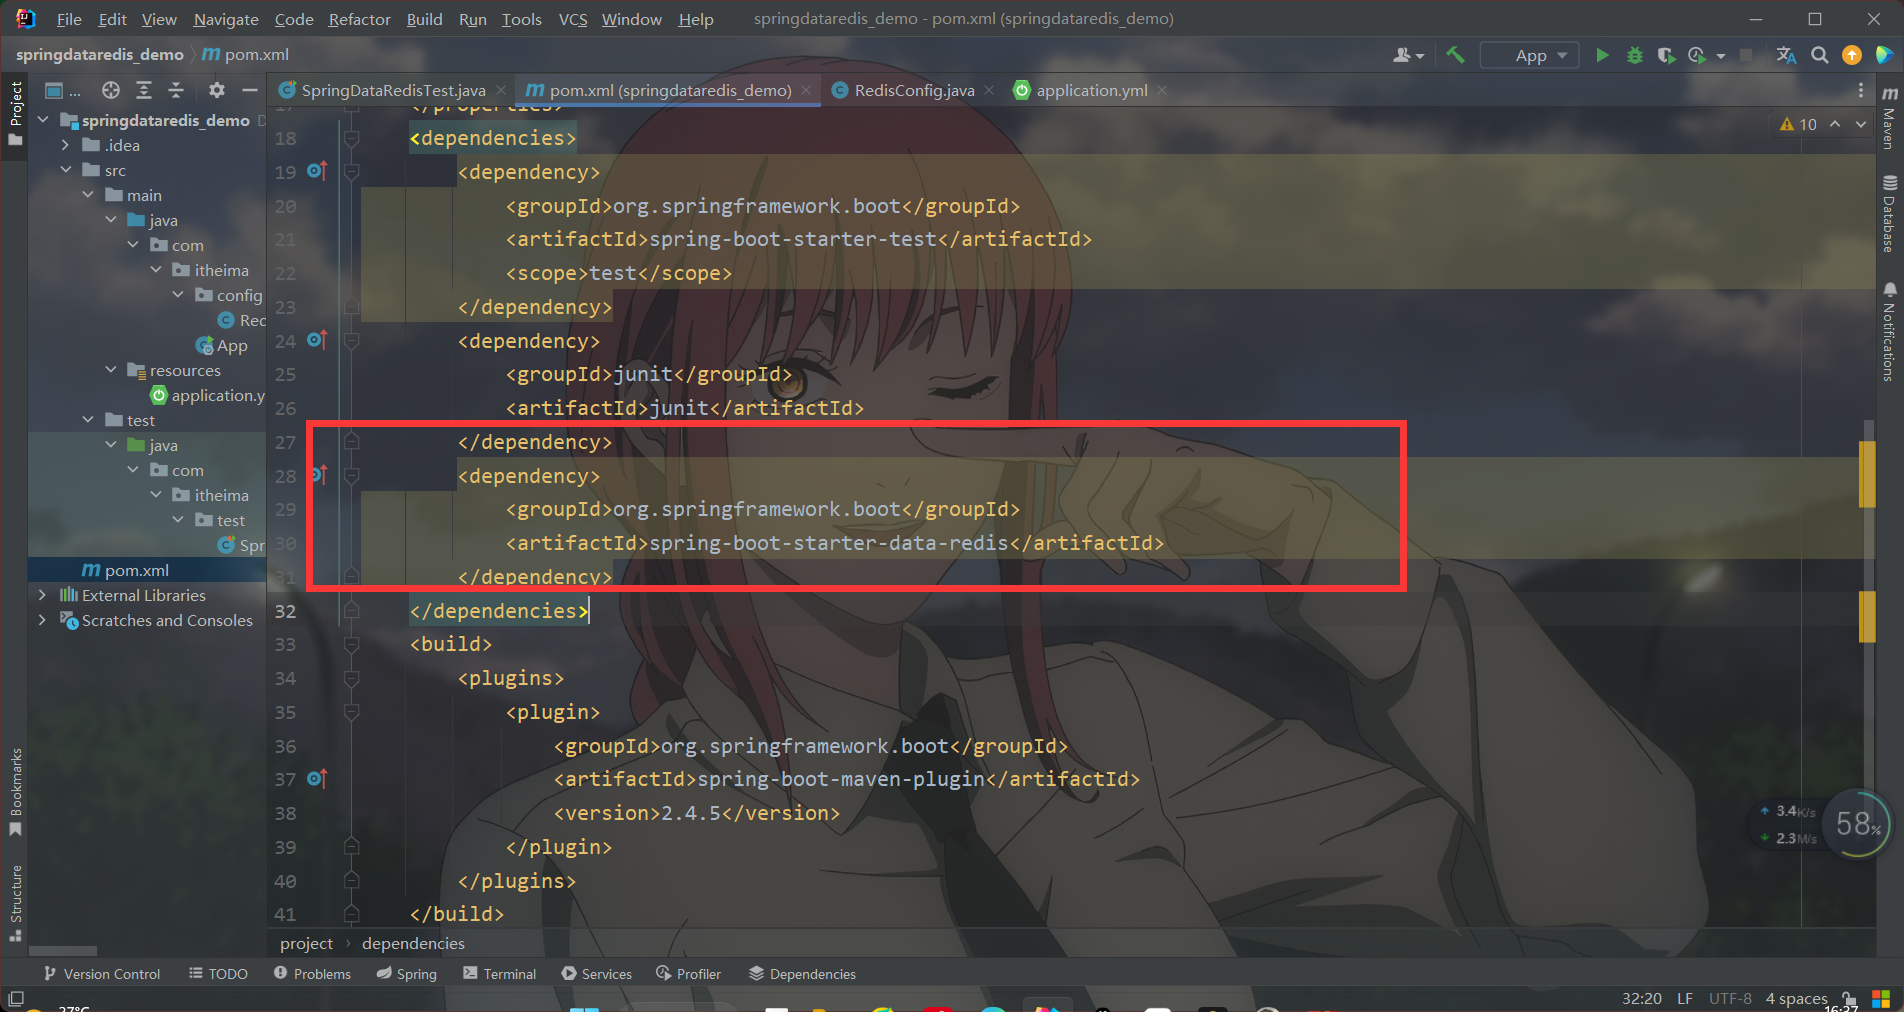 File Edit View Navigate Code Refactor Build Run Tools VCS Window Help springdataredis_demo - pom.xml (springdataredis_demo)
springdataredis_demo pom.xml App
Project ... SpringDataRedisTest.java pom.xml (springdataredis_demo) RedisConfig.java application.yml
springdataredis_demo
.idea
src
main
java
com
itheima
config
Rec
App
resources
application.y
test
java
com
itheima
test
Spr
pom.xml
External Libraries
Scratches and Consoles
Bookmarks
Structure
10
18 <dependencies>
19 <dependency>
20 <groupId>org.springframework.boot</groupId>
21 <artifactId>spring-boot-starter-test</artifactId>
22 <scope>test</scope>
23 </dependency>
24 <dependency>
25 <groupId>junit</groupId>
26 <artifactId>junit</artifactId>
27 </dependency>
28 <dependency>
29 <groupId>org.springframework.boot</groupId>
30 <artifactId>spring-boot-starter-data-redis</artifactId>
31 </dependency>
32 </dependencies>
33 <build>
34 <plugins>
35 <plugin>
36 <groupId>org.springframework.boot</groupId>
37 <artifactId>spring-boot-maven-plugin</artifactId>
38 <version>2.4.5</version>
39 </plugin>
40 </plugins>
41 </build>
Maven
Database
Notifications
3.4K/s
2.3M/s
58%
project › dependencies
Version Control TODO Problems Spring Terminal Services Profiler Dependencies
32:20 LF UTF-8 4 spaces